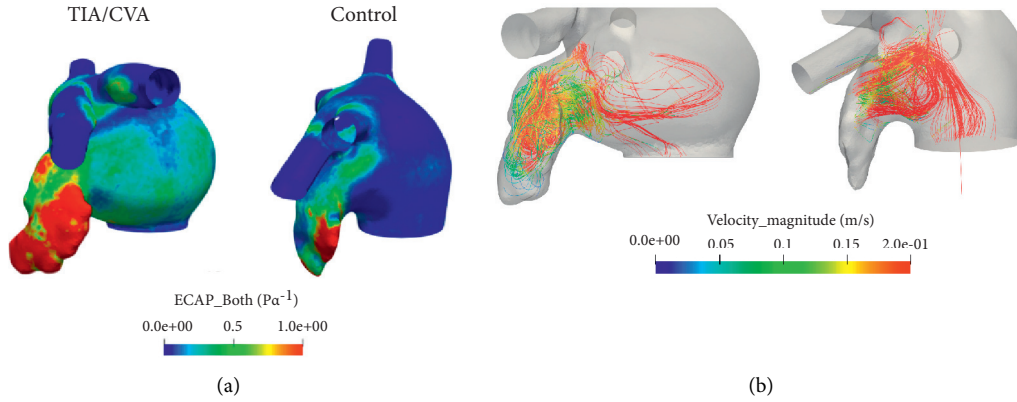 TIA/CVA Control
ECAP_Both (Pα⁻¹)
0.0e+00 0.5 1.0e+00
(a)
Velocity_magnitude (m/s)
0.0e+00 0.05 0.1 0.15 2.0e-01
(b)